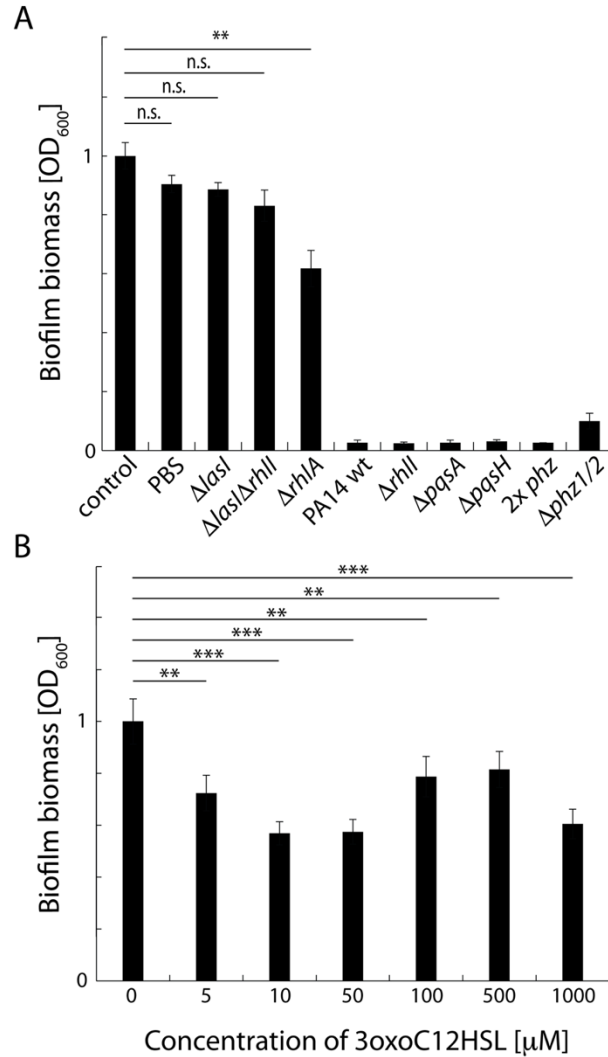 A
**
n.s.
n.s.
n.s.
Biofilm biomass [OD600]
1
0
control
PBS
ΔlasI
ΔlasIΔrhlI
ΔrhlA
PA14 wt
ΔrhlI
ΔpqsA
ΔpqsH
2x phz
Δphz1/2
B
***
**
**
***
***
**
Biofilm biomass [OD600]
1
0
0 5 10 50 100 500 1000
Concentration of 3oxoC12HSL [µM]